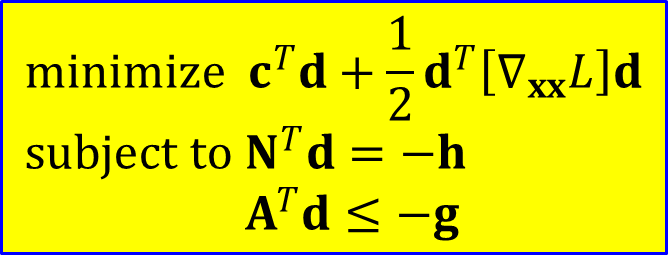 minimize 𝐜ᵀ𝐝 + 1/2 𝐝ᵀ[∇𝐱𝐱L]𝐝
subject to 𝐍ᵀ𝐝 = −𝐡
𝐀ᵀ𝐝 ≤ −𝐠